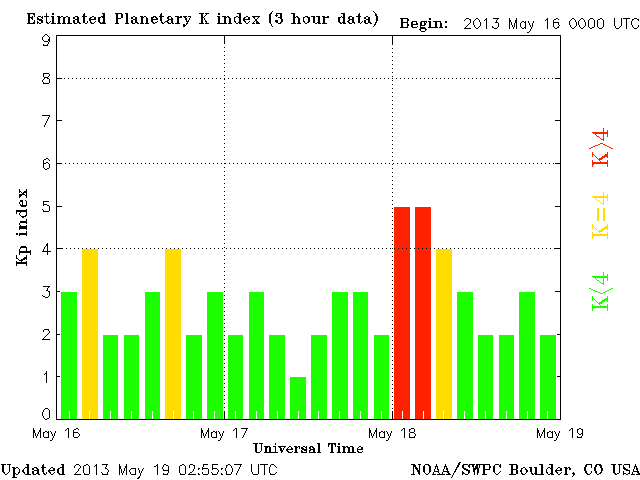 Estimated Planetary K index (3 hour data)
Begin: 2013 May 16 0000 UTC
9
8
7
6
5
4
3
2
1
0
Kp index
May 16
May 17
May 18
May 19
Universal Time
K>4
K=4
K<4
Updated 2013 May 19 02:55:07 UTC
NOAA/SWPC Boulder, CO USA